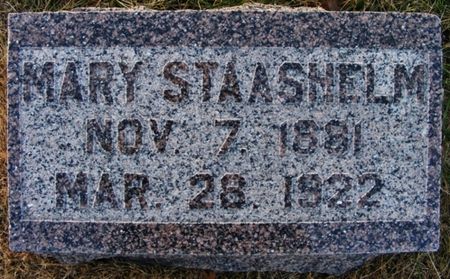 MARY STAASHELM
NOV. 7. 1881
MAR. 28. 1922